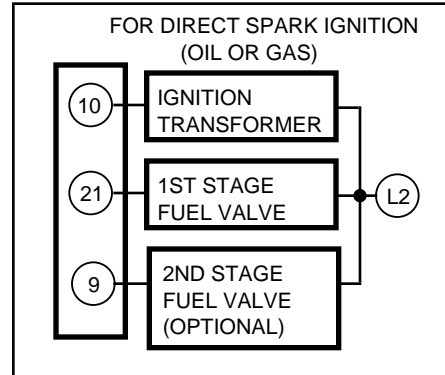 FOR DIRECT SPARK IGNITION
(OIL OR GAS)
10
IGNITION
TRANSFORMER
21
1ST STAGE
FUEL VALVE
L2
9
2ND STAGE
FUEL VALVE
(OPTIONAL)